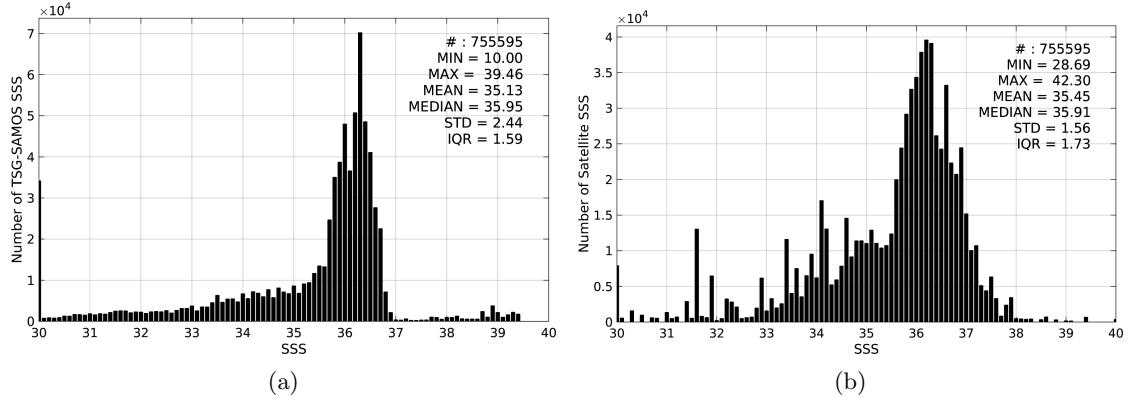 ×10⁴
# : 755595
MIN = 10.00
MAX = 39.46
MEAN = 35.13
MEDIAN = 35.95
STD = 2.44
IQR = 1.59
7
6
5
4
3
2
1
0
Number of TSG-SAMOS SSS
30 31 32 33 34 35 36 37 38 39 40
SSS
(a)
×10⁴
# : 755595
MIN = 28.69
MAX = 42.30
MEAN = 35.45
MEDIAN = 35.91
STD = 1.56
IQR = 1.73
4
3.5
3
2.5
2
1.5
1
0.5
0
Number of Satellite SSS
30 31 32 33 34 35 36 37 38 39 40
SSS
(b)